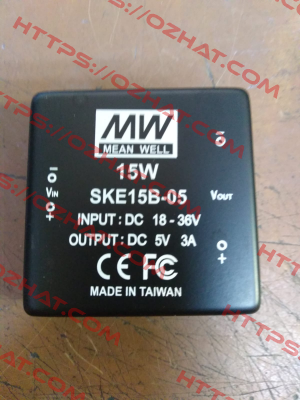 HTTPS://OZHAT.COM
MW
MEAN WELL
15W
SKE15B-05
INPUT : DC 18 - 36V
OUTPUT : DC 5V 3A
VIN
VOUT
CE FC
MADE IN TAIWAN